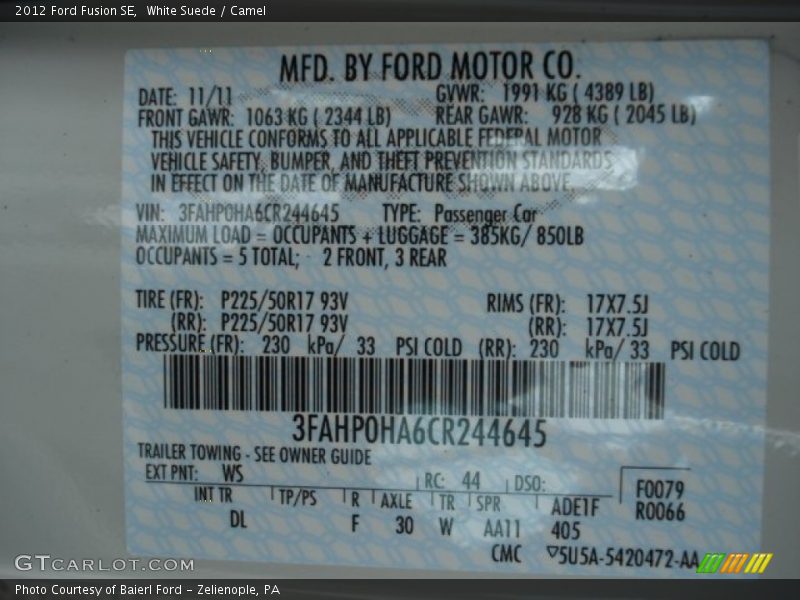 2012 Ford Fusion SE, White Suede / Camel
MFD. BY FORD MOTOR CO.
DATE: 11/11 GVWR: 1991 KG ( 4389 LB)
FRONT GAWR: 1063 KG ( 2344 LB) REAR GAWR: 928 KG ( 2045 LB)
THIS VEHICLE CONFORMS TO ALL APPLICABLE FEDERAL MOTOR
VEHICLE SAFETY, BUMPER, AND THEFT PREVENTION STANDARDS
IN EFFECT ON THE DATE OF MANUFACTURE SHOWN ABOVE.
VIN: 3FAHP0HA6CR244645 TYPE: Passenger Car
MAXIMUM LOAD = OCCUPANTS + LUGGAGE = 385KG/ 850LB
OCCUPANTS = 5 TOTAL; 2 FRONT, 3 REAR
TIRE (FR): P225/50R17 93V RIMS (FR): 17X7.5J
(RR): P225/50R17 93V (RR): 17X7.5J
PRESSURE (FR): 230 kPa/ 33 PSI COLD (RR): 230 kPa/ 33 PSI COLD
3FAHP0HA6CR244645
TRAILER TOWING - SEE OWNER GUIDE
EXT PNT: WS RC: 44 DSO: F0079
INT TR TP/PS R AXLE TR SPR ADE1F R0066
DL F 30 W AA11 405
CMC ▽5U5A-5420472-AA
GTCARLOT.COM
Photo Courtesy of Baierl Ford - Zelienople, PA